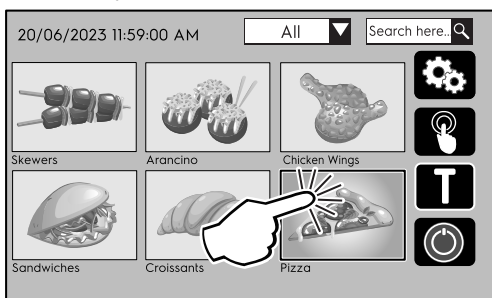 20/06/2023 11:59:00 AM
All
Search here..
Skewers
Arancino
Chicken Wings
T
Sandwiches
Croissants
Pizza